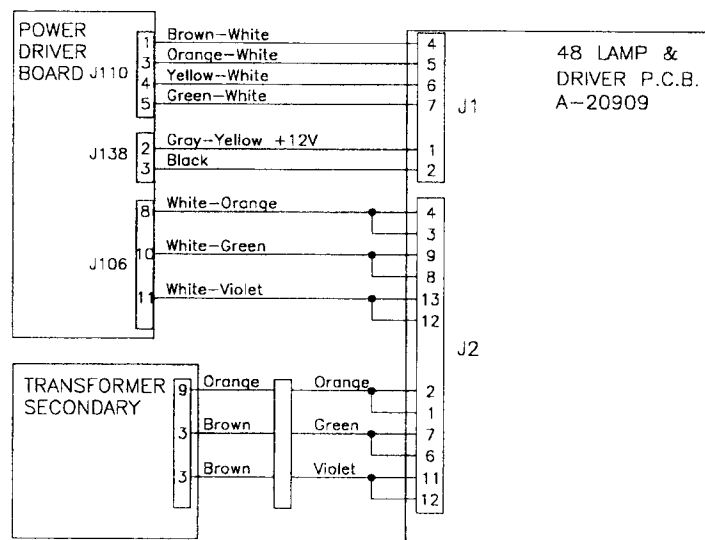 POWER
DRIVER
BOARD J110
1 Brown-White 4
3 Orange-White 5
4 Yellow-White 6
5 Green-White 7
J1
48 LAMP &
DRIVER P.C.B.
A-20909
J138
2 Gray-Yellow +12V 1
3 Black 2
J106
8 White-Orange 4
3
10 White-Green 9
8
11 White-Violet 13
12
J2
TRANSFORMER
SECONDARY
9 Orange Orange 2
1
3 Brown Green 7
6
3 Brown Violet 11
12